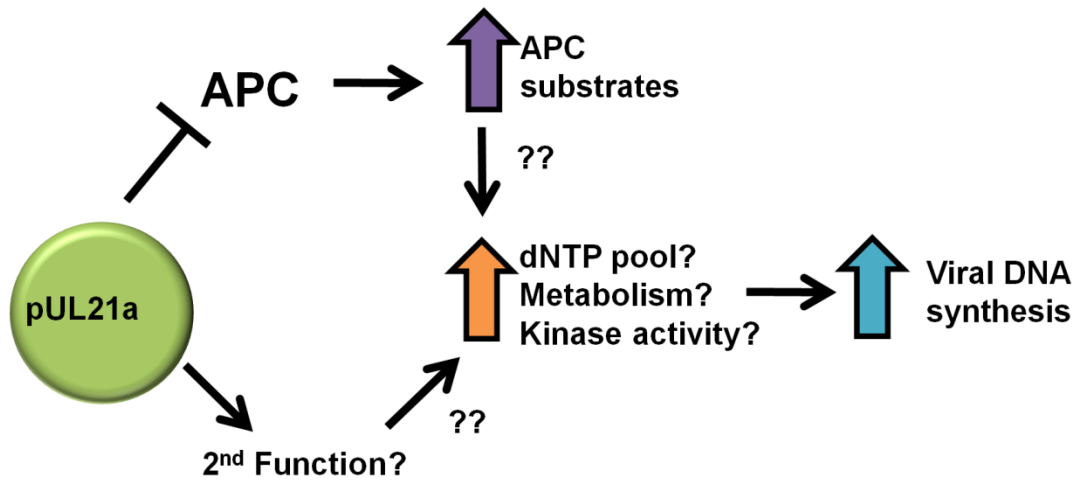 APC
APC
substrates
??
pUL21a
dNTP pool?
Metabolism?
Kinase activity?
Viral DNA
synthesis
??
2nd Function?